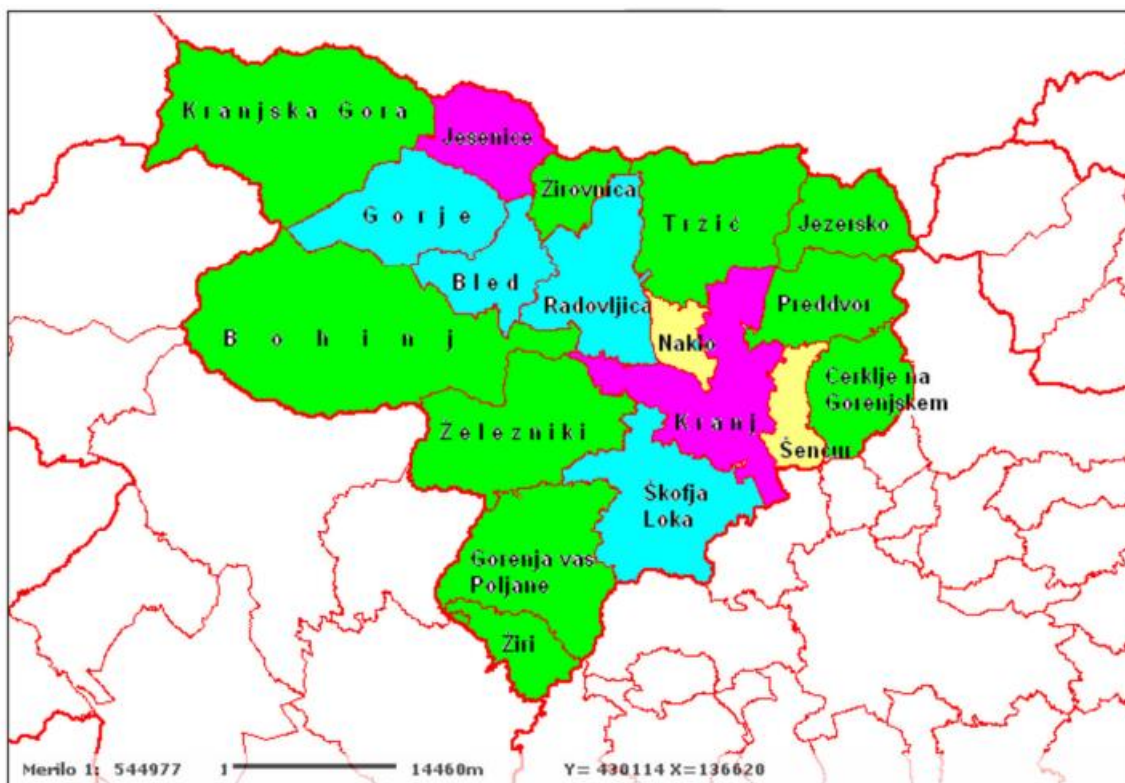 Kranjska Gora
Jesenice
Žirovnica
Gorje
Tržič
Jezersko
Bled
Radovljica
Preddvor
Bohinj
Naklo
Cerklje na
Gorenjskem
Kranj
Železniki
Šenčur
Škofja
Loka
Gorenja vas
Poljane
Žiri
Merilo 1: 544977 1 14460m Y= 430114 X=136620